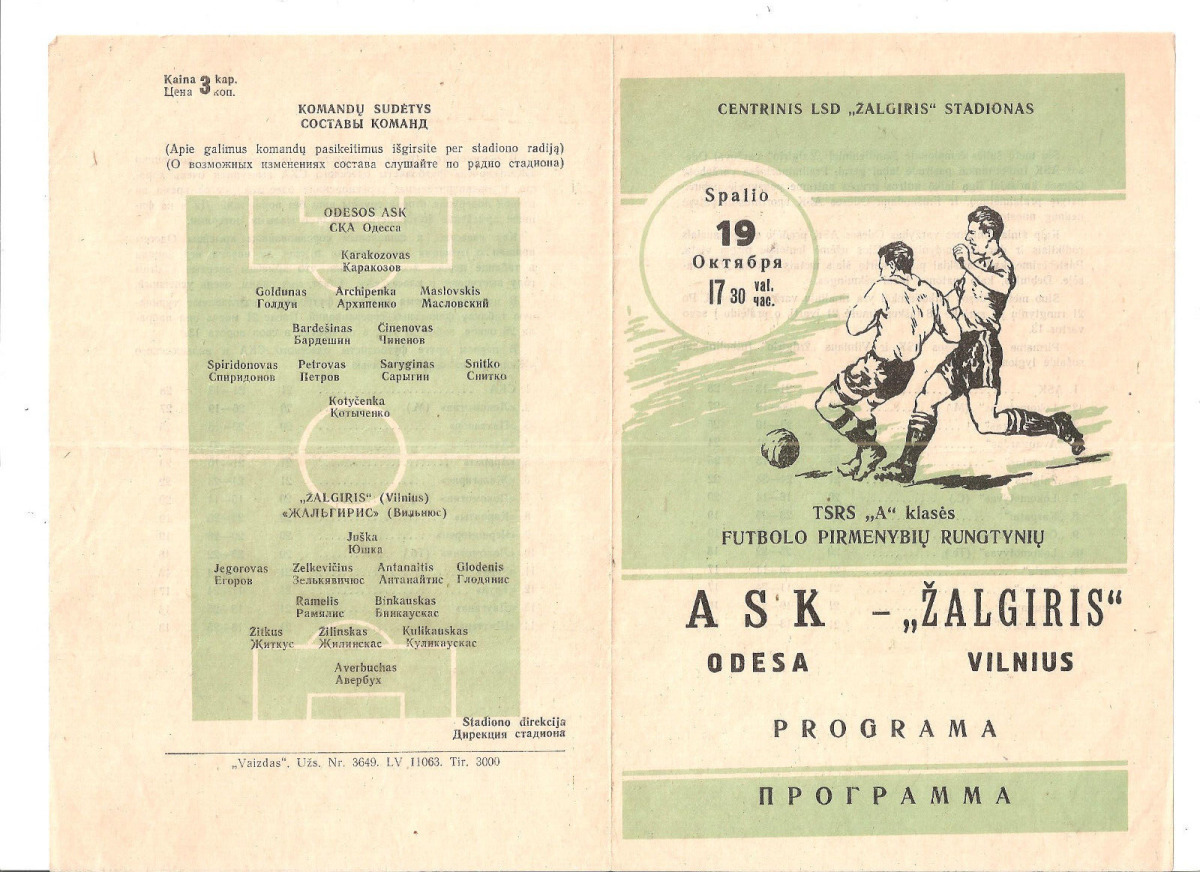 Kaina 3 kap.
Цена 3 коп.
KOMANDŲ SUDĖTYS
СОСТАВЫ КОМАНД
(Apie galimus komandų pasikeitimus išgirsite per stadiono radiją)
(О возможных изменениях состава слушайте по радио стадиона)
ODESOS ASK
СКА Одесса
Karakozovas
Каракозов
Goldunas Archipenka Maslovskis
Голдун Архипенко Масловский
Bardešinas Činenovas
Бардешин Чиненов
Spiridonovas Petrovas Saryginas Snitko
Спиридонов Петров Сарыгин Снитко
Kotyčenka
Котыченко
„ŽALGIRIS" (Vilnius)
«ЖАЛЬГИРИС» (Вильнюс)
Juška
Юшка
Jegorovas Zelkevičius Antanaitis Glodenis
Егоров Зелькявичюс Антанайтис Глодянис
Ramelis Binkauskas
Рамялис Бинкаускас
Žitkus Žilinskas Kulikauskas
Житкус Жилинскас Куликаускас
Averbuchas
Авербух
Stadiono direkcija
Дирекция стадиона
„Vaizdas". Užs. Nr. 3649. LV 11063. Tir. 3000
CENTRINIS LSD „ŽALGIRIS" STADIONAS
Spalio
19
Октября
17 30 val.
час.
TSRS „A" klasės
FUTBOLO PIRMENYBIŲ RUNGTYNIŲ
ASK – „ŽALGIRIS"
ODESA VILNIUS
PROGRAMA
ПРОГРАММА